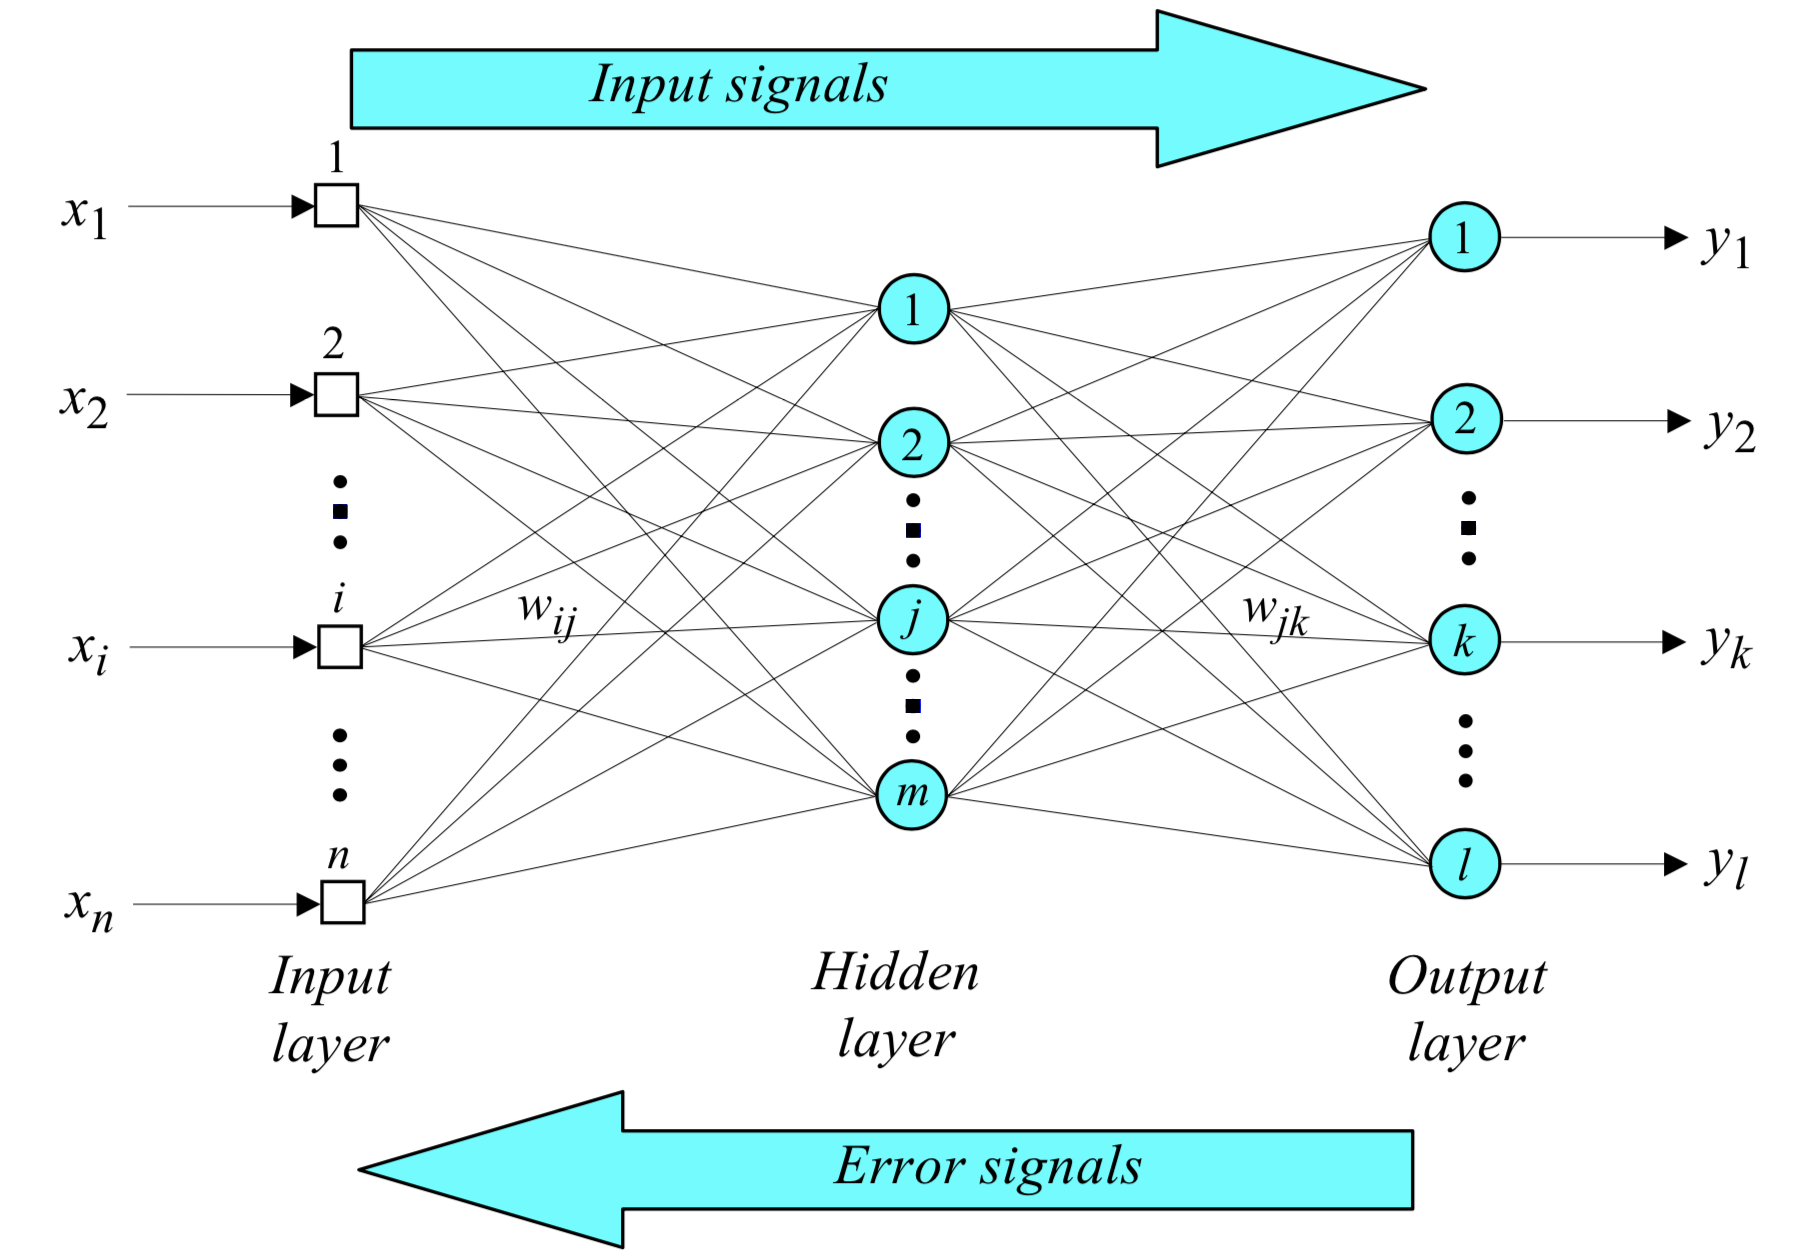 Input signals
1
x1 1 y1
1
2
x2 2 y2
2
i
xi wij j wjk k yk
m
n
xn l yl
Input layer
Hidden layer
Output layer
Error signals